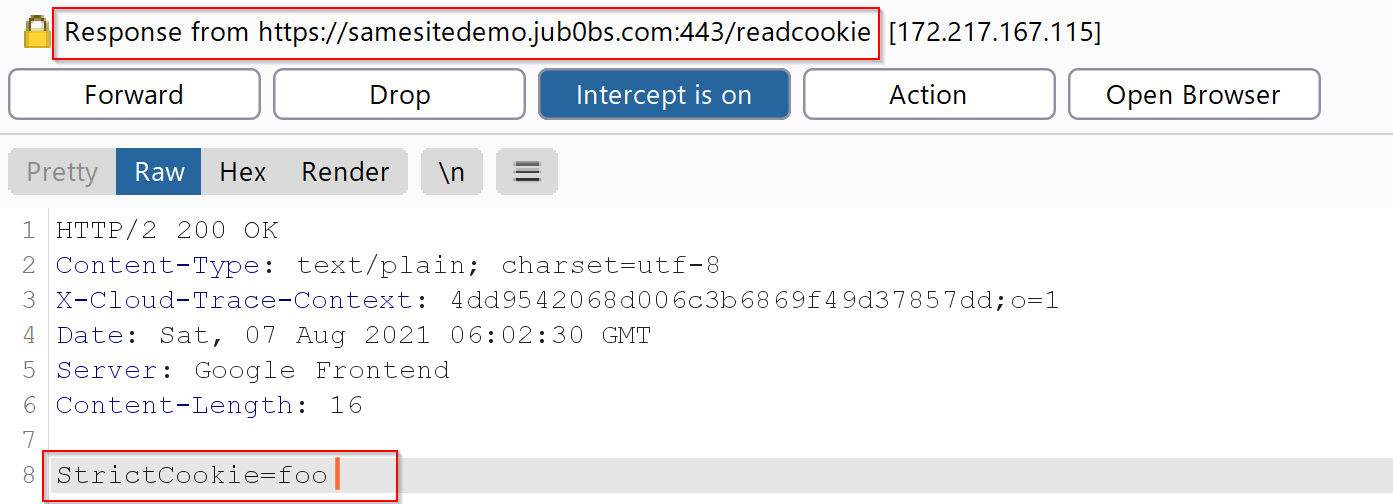 Response from https://samesitedemo.jub0bs.com:443/readcookie [172.217.167.115]
Forward Drop Intercept is on Action Open Browser
Pretty Raw Hex Render \n
1 HTTP/2 200 OK
2 Content-Type: text/plain; charset=utf-8
3 X-Cloud-Trace-Context: 4dd9542068d006c3b6869f49d37857dd;o=1
4 Date: Sat, 07 Aug 2021 06:02:30 GMT
5 Server: Google Frontend
6 Content-Length: 16
7
8 StrictCookie=foo